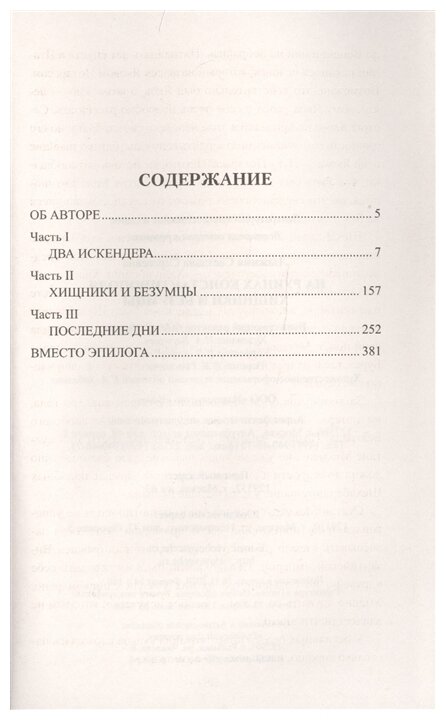 СОДЕРЖАНИЕ
ОБ АВТОРЕ.......................................................................5
Часть I
ДВА ИСКЕНДЕРА.........................................................7
Часть II
ХИЩНИКИ И БЕЗУМЦЫ............................................157
Часть III
ПОСЛЕДНИЕ ДНИ.....................................................252
ВМЕСТО ЭПИЛОГА......................................................381